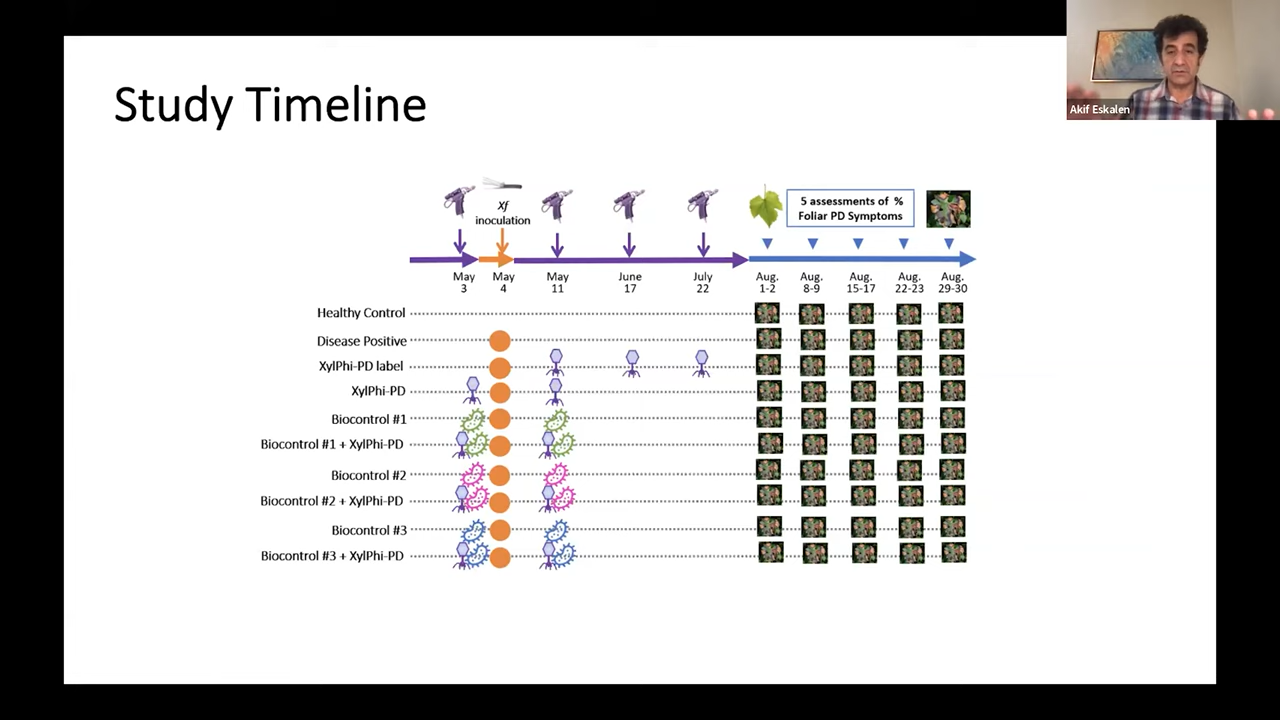 Study Timeline
Akif Eskalen
Xf
inoculation
5 assessments of %
Foliar PD Symptoms
May
3
May
4
May
11
June
17
July
22
Aug.
1-2
Aug.
8-9
Aug.
15-17
Aug.
22-23
Aug.
29-30
Healthy Control
Disease Positive
XylPhi-PD label
XylPhi-PD
Biocontrol #1
Biocontrol #1 + XylPhi-PD
Biocontrol #2
Biocontrol #2 + XylPhi-PD
Biocontrol #3
Biocontrol #3 + XylPhi-PD